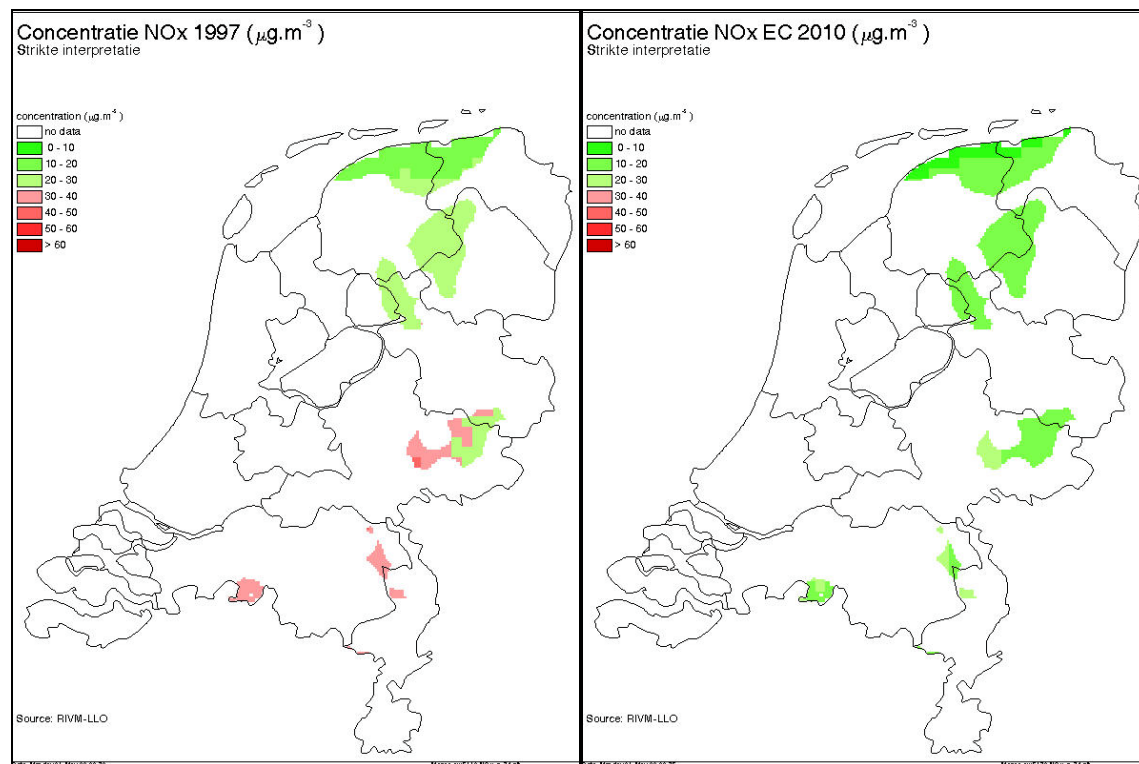 Concentratie NOx 1997 (µg.m⁻³)
Strikte interpretatie
concentration (µg.m⁻³)
no data
0 - 10
10 - 20
20 - 30
30 - 40
40 - 50
50 - 60
> 60
Source: RIVM-LLO
Concentratie NOx EC 2010 (µg.m⁻³)
Strikte interpretatie
concentration (µg.m⁻³)
no data
0 - 10
10 - 20
20 - 30
30 - 40
40 - 50
50 - 60
> 60
Source: RIVM-LLO